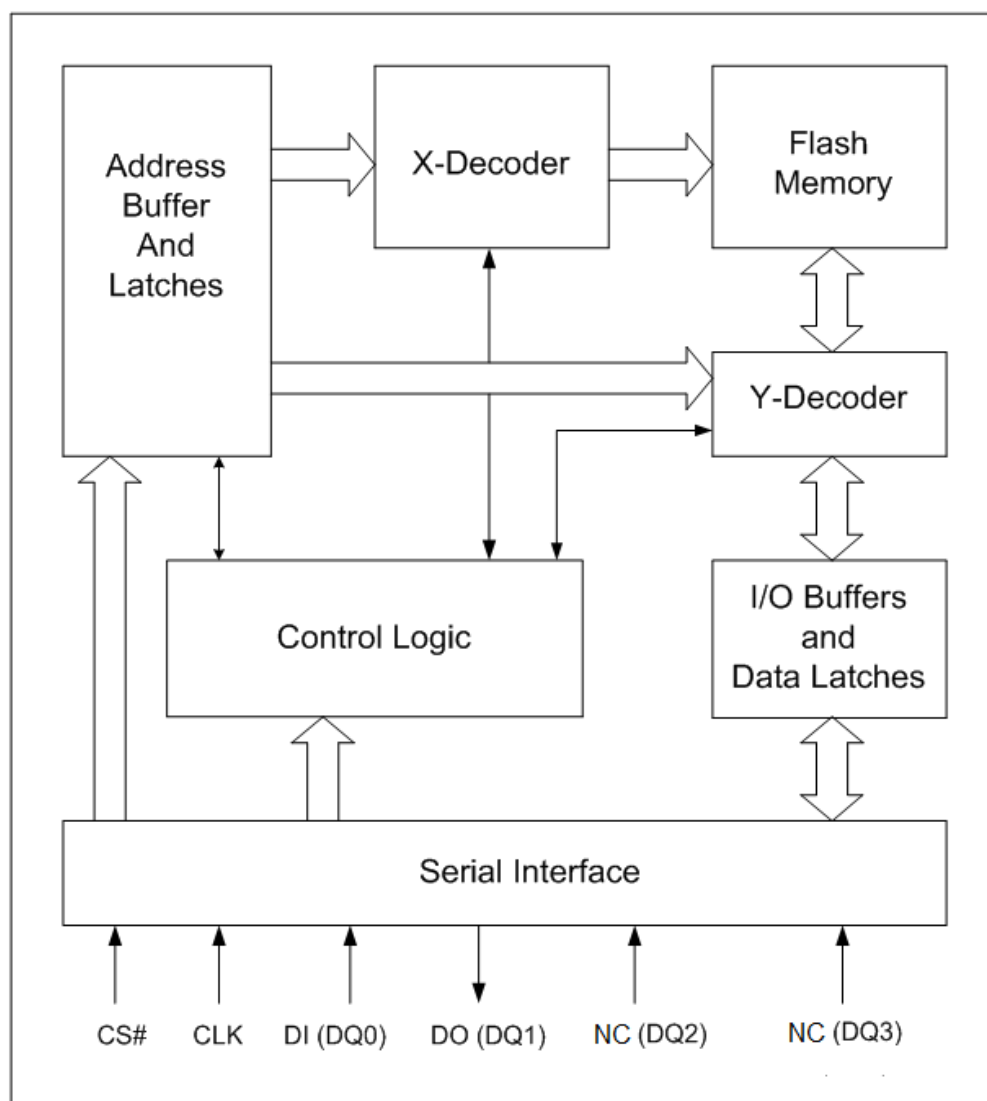 Address
Buffer
And
Latches
X-Decoder
Flash
Memory
Y-Decoder
Control Logic
I/O Buffers
and
Data Latches
Serial Interface
CS#
CLK
DI (DQ0)
DO (DQ1)
NC (DQ2)
NC (DQ3)